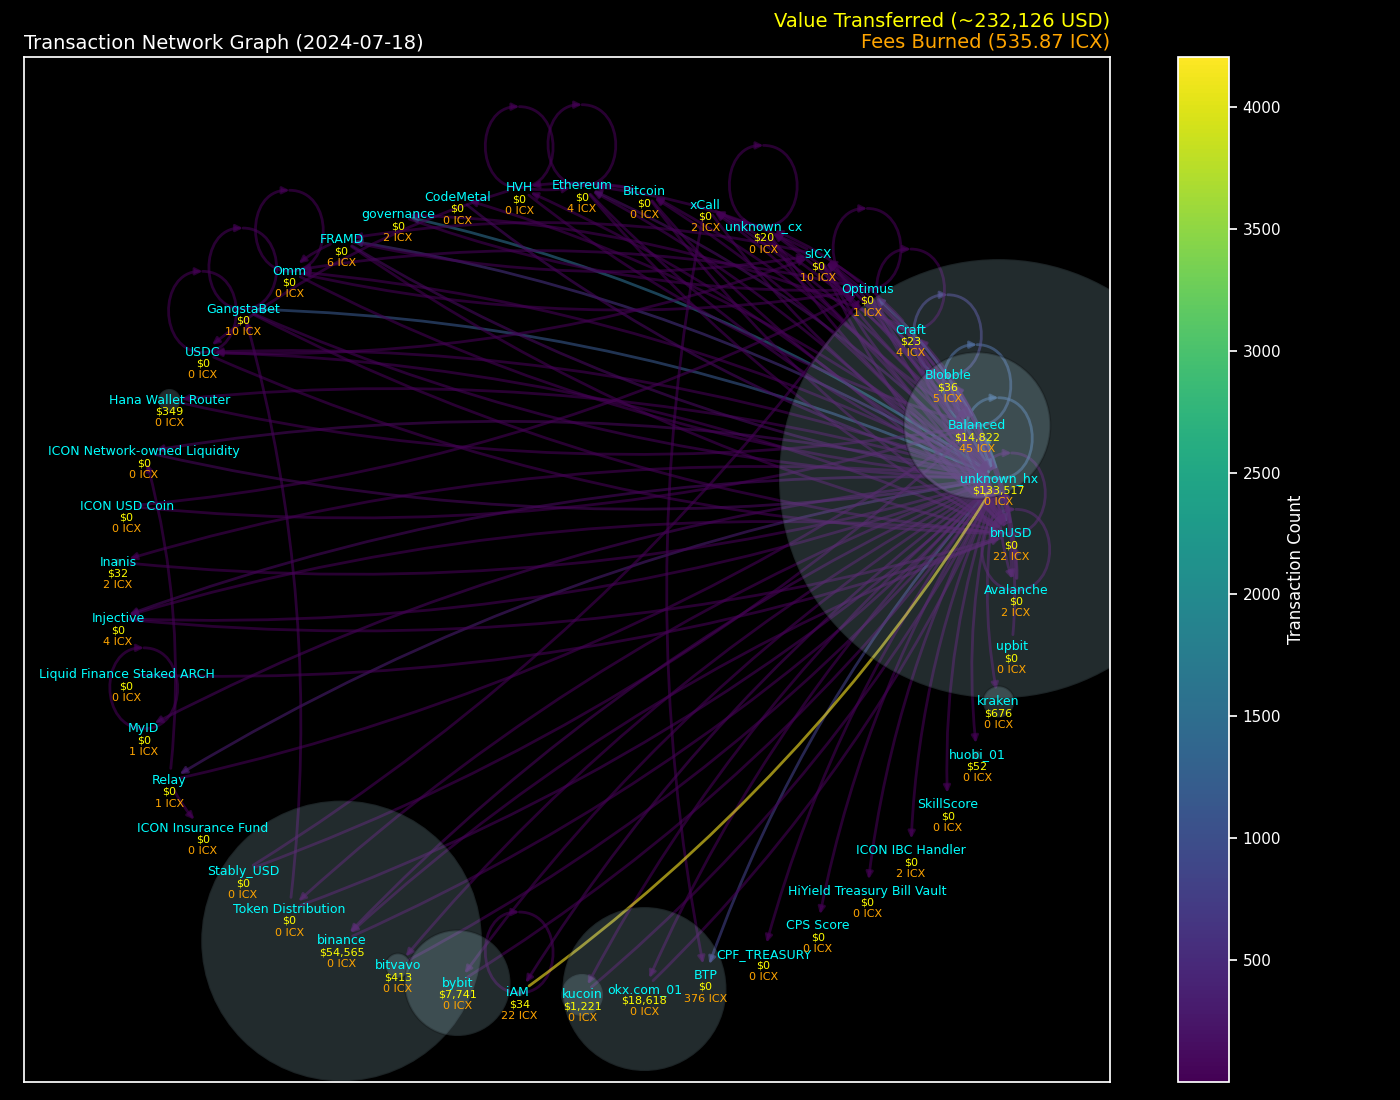 Value Transferred (~232,126 USD)
Transaction Network Graph (2024-07-18)
Fees Burned (535.87 ICX)
HVH
$0
0 ICX
Ethereum
$0
4 ICX
Bitcoin
$0
0 ICX
CodeMetal
$0
0 ICX
xCall
$0
2 ICX
governance
$0
2 ICX
unknown_cx
$20
0 ICX
FRAMD
$0
6 ICX
sICX
$0
10 ICX
Omm
$0
0 ICX
Optimus
$0
1 ICX
GangstaBet
$0
10 ICX
Craft
$23
4 ICX
USDC
$0
0 ICX
Blobble
$36
5 ICX
Hana Wallet Router
$349
0 ICX
Balanced
$14,822
45 ICX
ICON Network-owned Liquidity
$0
0 ICX
unknown_hx
$133,517
0 ICX
ICON USD Coin
$0
0 ICX
bnUSD
$0
22 ICX
Inanis
$32
2 ICX
Avalanche
$0
2 ICX
Injective
$0
4 ICX
upbit
$0
0 ICX
Liquid Finance Staked ARCH
$0
0 ICX
kraken
$676
0 ICX
MyID
$0
1 ICX
huobi_01
$52
0 ICX
Relay
$0
1 ICX
SkillScore
$0
0 ICX
ICON Insurance Fund
$0
0 ICX
ICON IBC Handler
$0
2 ICX
Stably_USD
$0
0 ICX
HiYield Treasury Bill Vault
$0
0 ICX
Token Distribution
$0
0 ICX
CPS Score
$0
0 ICX
binance
$54,565
0 ICX
CPF_TREASURY
$0
0 ICX
bitvavo
$413
0 ICX
BTP
$0
376 ICX
bybit
$7,741
0 ICX
okx.com_01
$18,618
0 ICX
iAM
$34
22 ICX
kucoin
$1,221
0 ICX
4000
3500
3000
2500
2000
1500
1000
500
Transaction Count